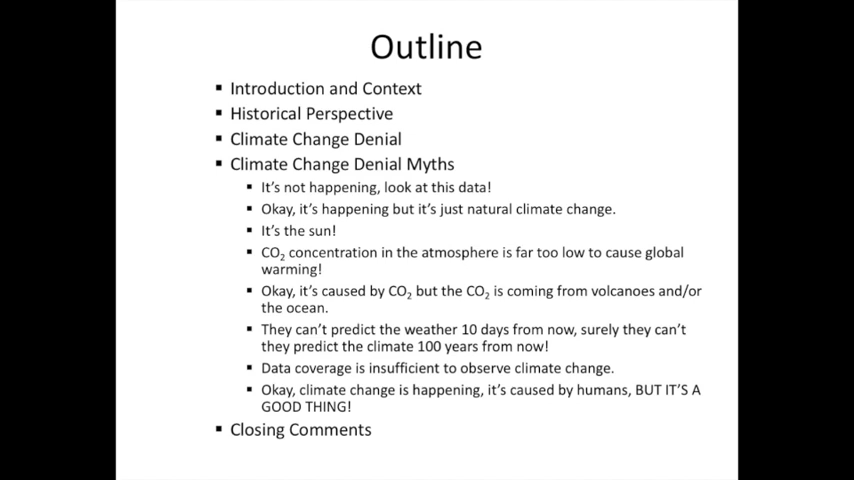 Outline
▪ Introduction and Context
▪ Historical Perspective
▪ Climate Change Denial
▪ Climate Change Denial Myths
▪ It's not happening, look at this data!
▪ Okay, it's happening but it's just natural climate change.
▪ It's the sun!
▪ CO₂ concentration in the atmosphere is far too low to cause global
warming!
▪ Okay, it's caused by CO₂ but the CO₂ is coming from volcanoes and/or
the ocean.
▪ They can't predict the weather 10 days from now, surely they can't
they predict the climate 100 years from now!
▪ Data coverage is insufficient to observe climate change.
▪ Okay, climate change is happening, it's caused by humans, BUT IT'S A
GOOD THING!
▪ Closing Comments